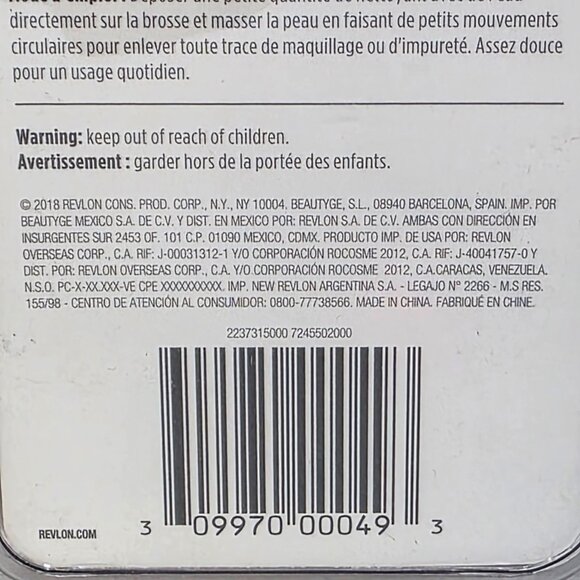 directement sur la brosse et masser la peau en faisant de petits mouvements
circulaires pour enlever toute trace de maquillage ou d'impureté. Assez douce
pour un usage quotidien.
Warning: keep out of reach of children.
Avertissement : garder hors de la portée des enfants.
© 2018 REVLON CONS. PROD. CORP., N.Y., NY 10004. BEAUTYGE, S.L., 08940 BARCELONA, SPAIN. IMP. POR
BEAUTYGE MEXICO S.A. DE C.V. Y DIST. EN MEXICO POR: REVLON S.A. DE C.V. AMBAS CON DIRECCIÓN EN
INSURGENTES SUR 2453 OF. 101 C.P. 01090 MEXICO, CDMX. PRODUCTO IMP. DE USA POR: REVLON
OVERSEAS CORP., C.A. RIF: J-00031312-1 Y/O CORPORACIÓN ROCOSME 2012, C.A. RIF: J-40041757-0 Y
DIST. POR: REVLON OVERSEAS CORP., C.A. Y/O.CORPORACIÓN ROCOSME 2012, C.A.CARACAS, VENEZUELA.
N.S.O. PC-X-XX.XXX-VE CPE XXXXXXXXXX. IMP. NEW REVLON ARGENTINA S.A. - LEGAJO N° 2266 - M.S RES.
155/98 - CENTRO DE ATENCIÓN AL CONSUMIDOR: 0800-77738566. MADE IN CHINA. FABRIQUÉ EN CHINE.
2237315000 7245502000
REVLON.COM
3 09970 00049 3